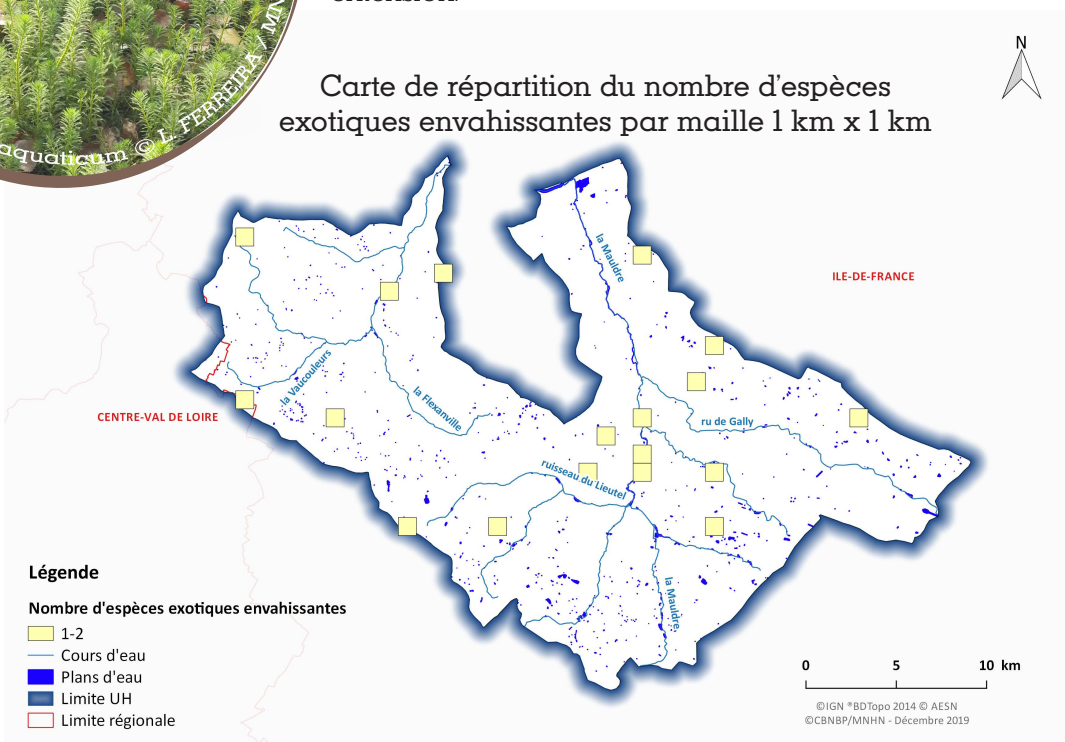 extension.
aquaticum © L. FERREIRA / MN
Carte de répartition du nombre d'espèces
exotiques envahissantes par maille 1 km x 1 km
N
la Mauldre
ILE-DE-FRANCE
la Vaucouleurs
la Flexanville
CENTRE-VAL DE LOIRE
ru de Gally
ruisseau du Lieutel
la Mauldre
Légende
Nombre d'espèces exotiques envahissantes
1-2
Cours d'eau
Plans d'eau
Limite UH
Limite régionale
0 5 10 km
©IGN ®BDTopo 2014 © AESN
©CBNBP/MNHN - Décembre 2019